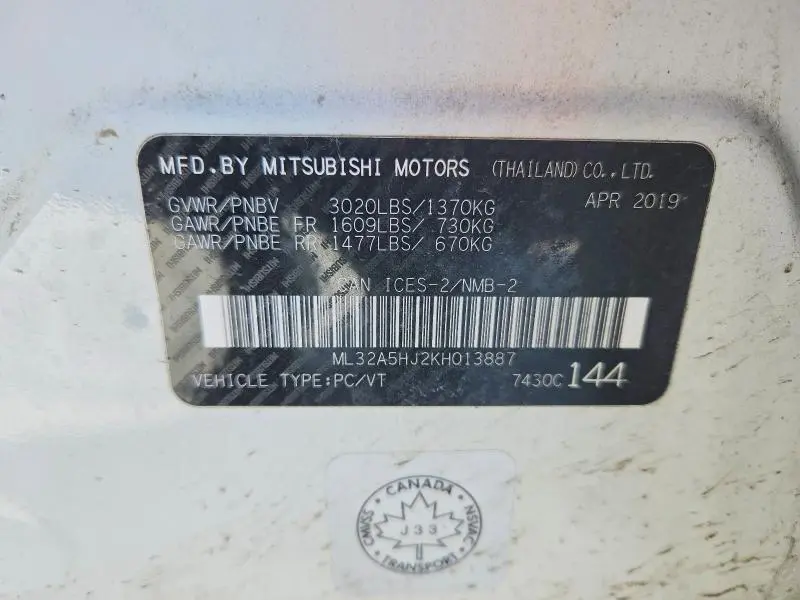 MFD.BY MITSUBISHI MOTORS (THAILAND)CO.,LTD.
APR 2019
GVWR/PNBV 3020LBS/1370KG
GAWR/PNBE FR 1609LBS/ 730KG
GAWR/PNBE RR 1477LBS/ 670KG
CAN ICES-2/NMB-2
ML32A5HJ2KH013887
VEHICLE TYPE:PC/VT 7430C 144
CANADA
CMVSS J33 NSVAC
TRANSPORT